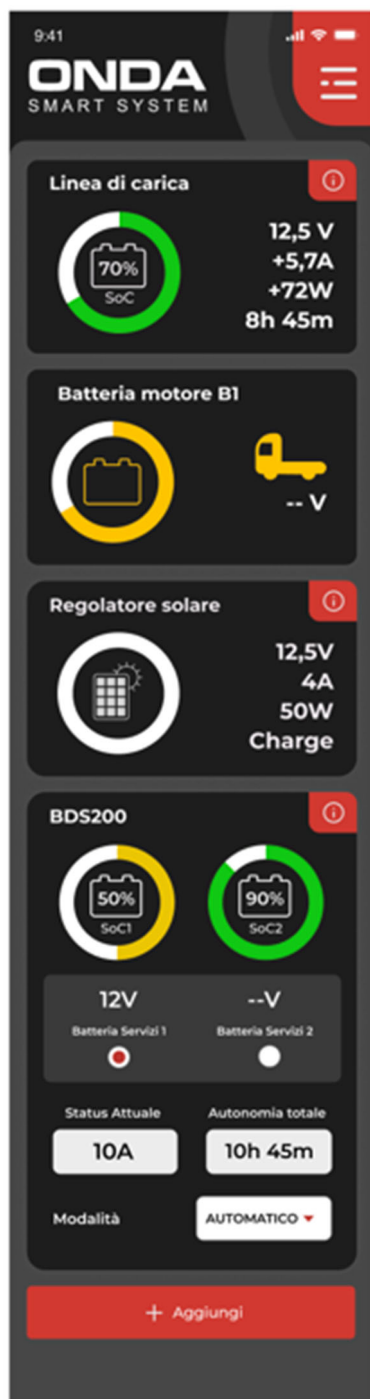 9:41
ONDA
SMART SYSTEM
Linea di carica
70%
SoC
12,5 V
+5,7A
+72W
8h 45m
Batteria motore B1
-- V
Regolatore solare
12,5V
4A
50W
Charge
BDS200
50%
SoC1
90%
SoC2
12V
--V
Batteria Servizi 1
Batteria Servizi 2
Status Attuale
Autonomia totale
10A
10h 45m
Modalità
AUTOMATICO
+ Aggiungi